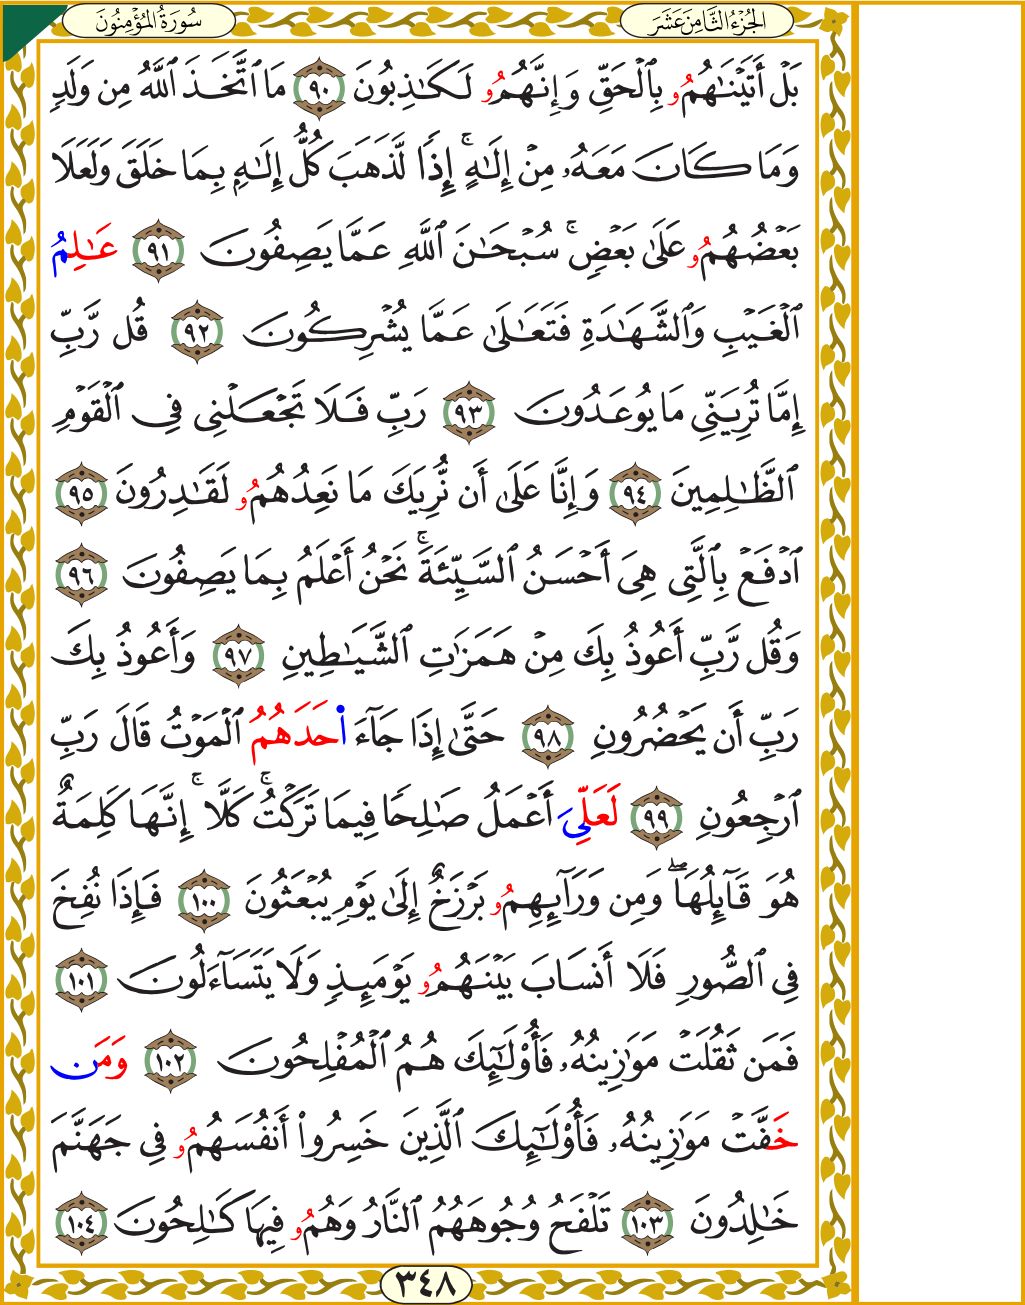 الجُزْءُ الثَّامِنَ عَشَرَ
سُورَةُ المُؤْمِنُونَ
بَلْ أَتَيْنَٰهُمُۥ بِٱلْحَقِّ وَإِنَّهُمُۥ لَكَٰذِبُونَ ٩٠ مَا ٱتَّخَذَ ٱللَّهُ مِن وَلَدٍ
وَمَا كَانَ مَعَهُۥ مِنْ إِلَٰهٍ ۚ إِذًا لَّذَهَبَ كُلُّ إِلَٰهٍۭ بِمَا خَلَقَ وَلَعَلَا
بَعْضُهُمُۥ عَلَىٰ بَعْضٍ ۚ سُبْحَٰنَ ٱللَّهِ عَمَّا يَصِفُونَ ٩١ عَٰلِمُ
ٱلْغَيْبِ وَٱلشَّهَٰدَةِ فَتَعَٰلَىٰ عَمَّا يُشْرِكُونَ ٩٢ قُل رَّبِّ
إِمَّا تُرِيَنِّي مَا يُوعَدُونَ ٩٣ رَبِّ فَلَا تَجْعَلْنِي فِي ٱلْقَوْمِ
ٱلظَّٰلِمِينَ ٩٤ وَإِنَّا عَلَىٰ أَن نُّرِيَكَ مَا نَعِدُهُمُۥ لَقَٰدِرُونَ ٩٥
ٱدْفَعْ بِٱلَّتِي هِيَ أَحْسَنُ ٱلسَّيِّئَةَ ۚ نَحْنُ أَعْلَمُ بِمَا يَصِفُونَ ٩٦
وَقُل رَّبِّ أَعُوذُ بِكَ مِنْ هَمَزَٰتِ ٱلشَّيَٰطِينِ ٩٧ وَأَعُوذُ بِكَ
رَبِّ أَن يَحْضُرُونِ ٩٨ حَتَّىٰ إِذَا جَآءَ ا۬حَدَهُمُ ٱلْمَوْتُ قَالَ رَبِّ
ٱرْجِعُونِ ٩٩ لَعَلِّيَ أَعْمَلُ صَٰلِحًا فِيمَا تَرَكْتُ ۚ كَلَّا ۚ إِنَّهَا كَلِمَةٌ
هُوَ قَآئِلُهَا ۖ وَمِن وَرَآئِهِمُۥ بَرْزَخٌ إِلَىٰ يَوْمِ يُبْعَثُونَ ١٠٠ فَإِذَا نُفِخَ
فِي ٱلصُّورِ فَلَا أَنسَابَ بَيْنَهُمُۥ يَوْمَئِذٍ وَلَا يَتَسَآءَلُونَ ١٠١
فَمَن ثَقُلَتْ مَوَٰزِينُهُۥ فَأُوْلَٰٓئِكَ هُمُ ٱلْمُفْلِحُونَ ١٠٢ وَمَن
خَفَّتْ مَوَٰزِينُهُۥ فَأُوْلَٰٓئِكَ ٱلَّذِينَ خَسِرُوا۟ أَنفُسَهُمُۥ فِي جَهَنَّمَ
خَٰلِدُونَ ١٠٣ تَلْفَحُ وُجُوهَهُمُ ٱلنَّارُ وَهُمُۥ فِيهَا كَٰلِحُونَ ١٠٤
٣٤٨